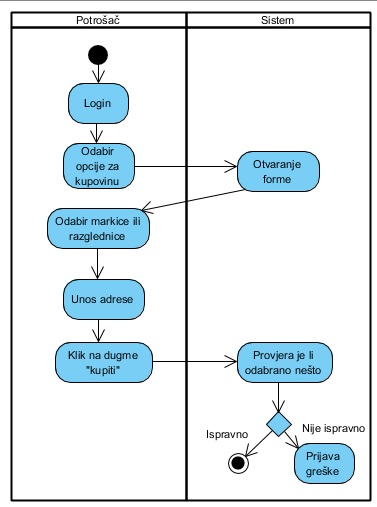 Potrošač
Sistem
Login
Odabir
opcije za
kupovinu
Otvaranje
forme
Odabir markice ili
razglednice
Unos adrese
Klik na dugme
"kupiti"
Provjera je li
odabrano nešto
Ispravno
Nije ispravno
Prijava
greške